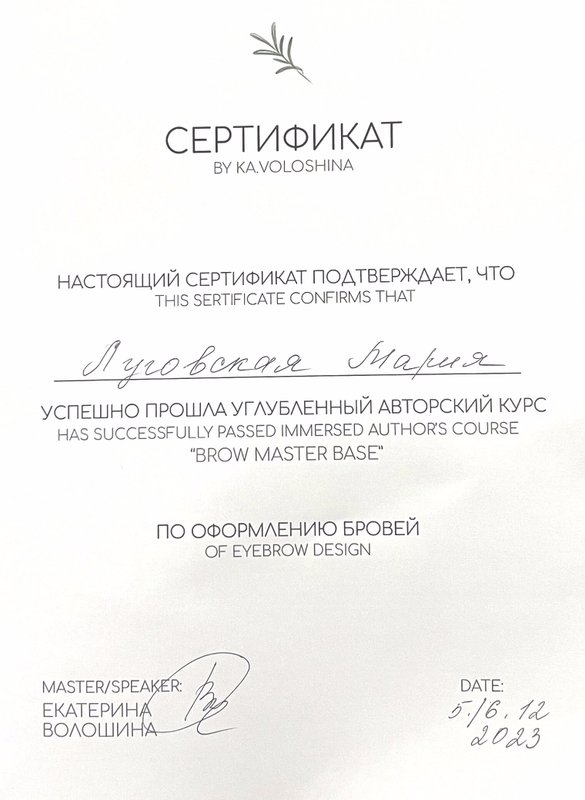 СЕРТИФИКАТ
BY KA.VOLOSHINA
НАСТОЯЩИЙ СЕРТИФИКАТ ПОДТВЕРЖДАЕТ, ЧТО
THIS SERTIFICATE CONFIRMS THAT
Луговская Мария
УСПЕШНО ПРОШЛА УГЛУБЛЕННЫЙ АВТОРСКИЙ КУРС
HAS SUCCESSFULLY PASSED IMMERSED AUTHOR'S COURSE
"BROW MASTER BASE"
ПО ОФОРМЛЕНИЮ БРОВЕЙ
OF EYEBROW DESIGN
MASTER/SPEAKER:
ЕКАТЕРИНА
ВОЛОШИНА
DATE:
5./6.12
2023